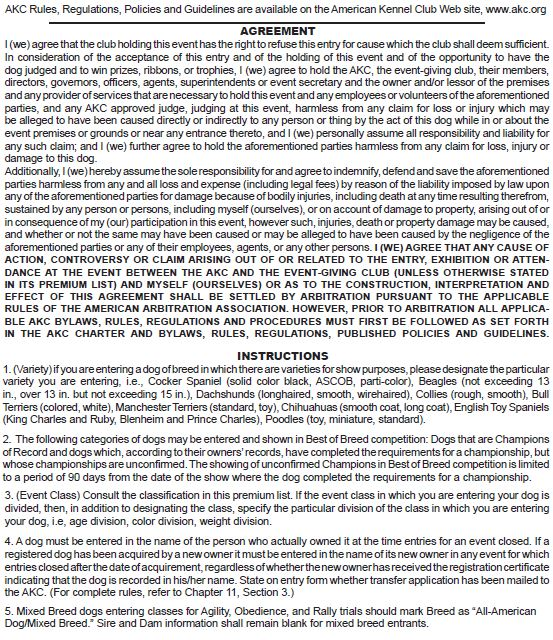 AKC Rules, Regulations, Policies and Guidelines are available on the American Kennel Club Web site, www.akc.org
AGREEMENT
I (we) agree that the club holding this event has the right to refuse this entry for cause which the club shall deem sufficient.
In consideration of the acceptance of this entry and of the holding of this event and of the opportunity to have the
dog judged and to win prizes, ribbons, or trophies, I (we) agree to hold the AKC, the event-giving club, their members,
directors, governors, officers, agents, superintendents or event secretary and the owner and/or lessor of the premises
and any provider of services that are necessary to hold this event and any employees or volunteers of the aforementioned
parties, and any AKC approved judge, judging at this event, harmless from any claim for loss or injury which may
be alleged to have been caused directly or indirectly to any person or thing by the act of this dog while in or about the
event premises or grounds or near any entrance thereto, and I (we) personally assume all responsibility and liability for
any such claim; and I (we) further agree to hold the aforementioned parties harmless from any claim for loss, injury or
damage to this dog.
Additionally, I (we) hereby assume the sole responsibility for and agree to indemnify, defend and save the aforementioned
parties harmless from any and all loss and expense (including legal fees) by reason of the liability imposed by law upon
any of the aforementioned parties for damage because of bodily injuries, including death at any time resulting therefrom,
sustained by any person or persons, including myself (ourselves), or on account of damage to property, arising out of or
in consequence of my (our) participation in this event, however such, injuries, death or property damage may be caused,
and whether or not the same may have been caused or may be alleged to have been caused by the negligence of the
aforementioned parties or any of their employees, agents, or any other persons. I (WE) AGREE THAT ANY CAUSE OF
ACTION, CONTROVERSY OR CLAIM ARISING OUT OF OR RELATED TO THE ENTRY, EXHIBITION OR ATTEN-
DANCE AT THE EVENT BETWEEN THE AKC AND THE EVENT-GIVING CLUB (UNLESS OTHERWISE STATED
IN ITS PREMIUM LIST) AND MYSELF (OURSELVES) OR AS TO THE CONSTRUCTION, INTERPRETATION AND
EFFECT OF THIS AGREEMENT SHALL BE SETTLED BY ARBITRATION PURSUANT TO THE APPLICABLE
RULES OF THE AMERICAN ARBITRATION ASSOCIATION. HOWEVER, PRIOR TO ARBITRATION ALL APPLICA-
BLE AKC BYLAWS, RULES, REGULATIONS AND PROCEDURES MUST FIRST BE FOLLOWED AS SET FORTH
IN THE AKC CHARTER AND BYLAWS, RULES, REGULATIONS, PUBLISHED POLICIES AND GUIDELINES.
INSTRUCTIONS
1. (Variety) if you are entering a dog of breed in which there are varieties for show purposes, please designate the particular
variety you are entering, i.e., Cocker Spaniel (solid color black, ASCOB, parti-color), Beagles (not exceeding 13
in., over 13 in. but not exceeding 15 in.), Dachshunds (longhaired, smooth, wirehaired), Collies (rough, smooth), Bull
Terriers (colored, white), Manchester Terriers (standard, toy), Chihuahuas (smooth coat, long coat), English Toy Spaniels
(King Charles and Ruby, Blenheim and Prince Charles), Poodles (toy, miniature, standard).
2. The following categories of dogs may be entered and shown in Best of Breed competition: Dogs that are Champions
of Record and dogs which, according to their owners' records, have completed the requirements for a championship, but
whose championships are unconfirmed. The showing of unconfirmed Champions in Best of Breed competition is limited
to a period of 90 days from the date of the show where the dog completed the requirements for a championship.
3. (Event Class) Consult the classification in this premium list. If the event class in which you are entering your dog is
divided, then, in addition to designating the class, specify the particular division of the class in which you are entering
your dog, i.e, age division, color division, weight division.
4. A dog must be entered in the name of the person who actually owned it at the time entries for an event closed. If a
registered dog has been acquired by a new owner it must be entered in the name of its new owner in any event for which
entries closed after the date of acquirement, regardless of whether the new owner has received the registration certificate
indicating that the dog is recorded in his/her name. State on entry form whether transfer application has been mailed to
the AKC. (For complete rules, refer to Chapter 11, Section 3.)
5. Mixed Breed dogs entering classes for Agility, Obedience, and Rally trials should mark Breed as "All-American
Dog/Mixed Breed." Sire and Dam information shall remain blank for mixed breed entrants.